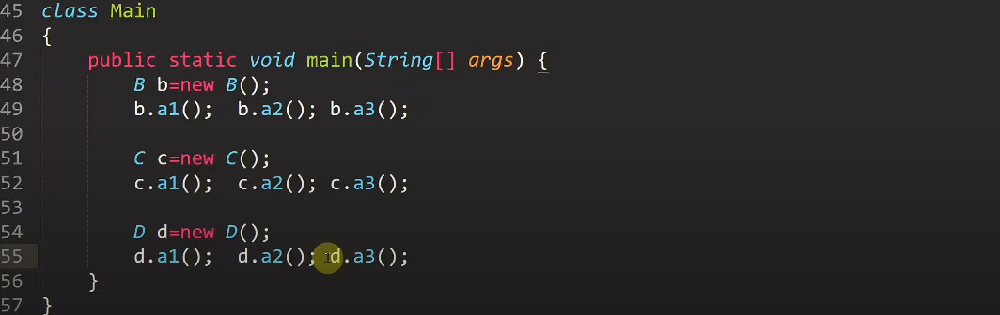 45 class Main
46 {
47 public static void main(String[] args) {
48 B b=new B();
49 b.a1(); b.a2(); b.a3();
50
51 C c=new C();
52 c.a1(); c.a2(); c.a3();
53
54 D d=new D();
55 d.a1(); d.a2(); d.a3();
56 }
57 }